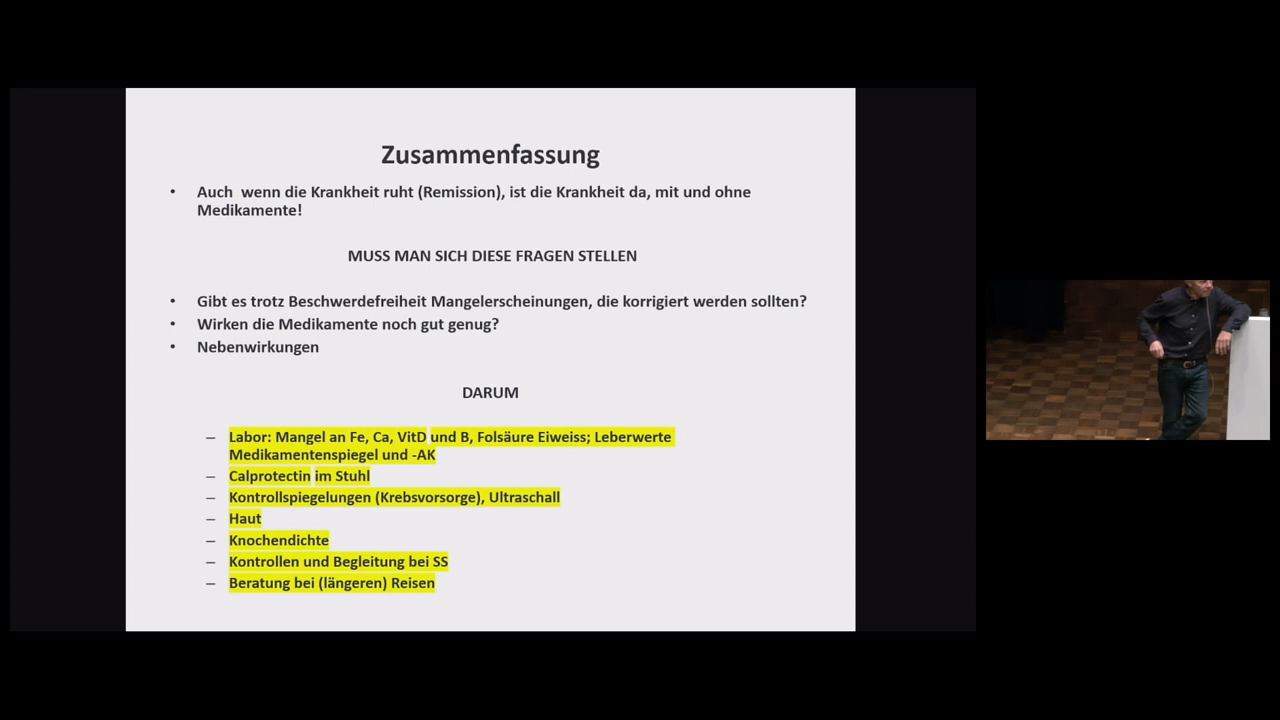 Zusammenfassung
• Auch  wenn die Krankheit ruht (Remission), ist die Krankheit da, mit und ohne
Medikamente!
MUSS MAN SICH DIESE FRAGEN STELLEN
• Gibt es trotz Beschwerdefreiheit Mangelerscheinungen, die korrigiert werden sollten?
• Wirken die Medikamente noch gut genug?
• Nebenwirkungen
DARUM
– Labor: Mangel an Fe, Ca, VitD und B, Folsäure Eiweiss; Leberwerte
Medikamentenspiegel und -AK
– Calprotectin im Stuhl
– Kontrollspiegelungen (Krebsvorsorge), Ultraschall
– Haut
– Knochendichte
– Kontrollen und Begleitung bei SS
– Beratung bei (längeren) Reisen